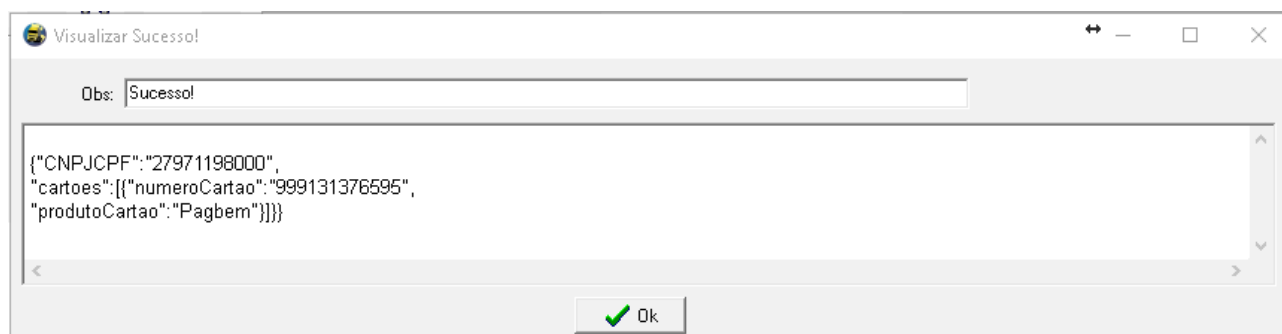 Visualizar Sucesso!
Obs: Sucesso!
{"CNPJCPF":"27971198000",
"cartoes":[{"numeroCartao":"999131376595",
"produtoCartao":"Pagbem"}]}}
Ok